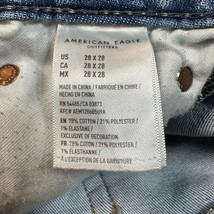 AMERICAN EAGLE
OUTFITTERS
US 28 X 28
CA 28 X 28
MX 28 X 28
MADE IN CHINA / FABRIQUÉ EN CHINE /
HECHO EN CHINA
RN 54485/CA 03873
EN: 78% COTTON / 21% POLYESTER /
1% ELASTANE
EXCLUSIVE OF DECORATION
FR: 78% COTON / 21% POLYESTER /
1% ÉLASTHANNE
À L'EXCEPTION DE LA GARNITURE